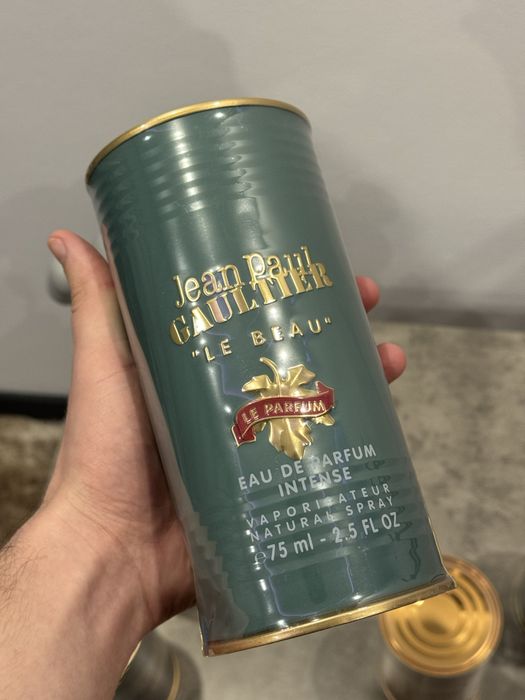 Jean Paul
GAULTIER
"LE BEAU"
LE PARFUM
EAU DE PARFUM
INTENSE
VAPORISATEUR
NATURAL SPRAY
℮75 ml - 2.5 FL OZ